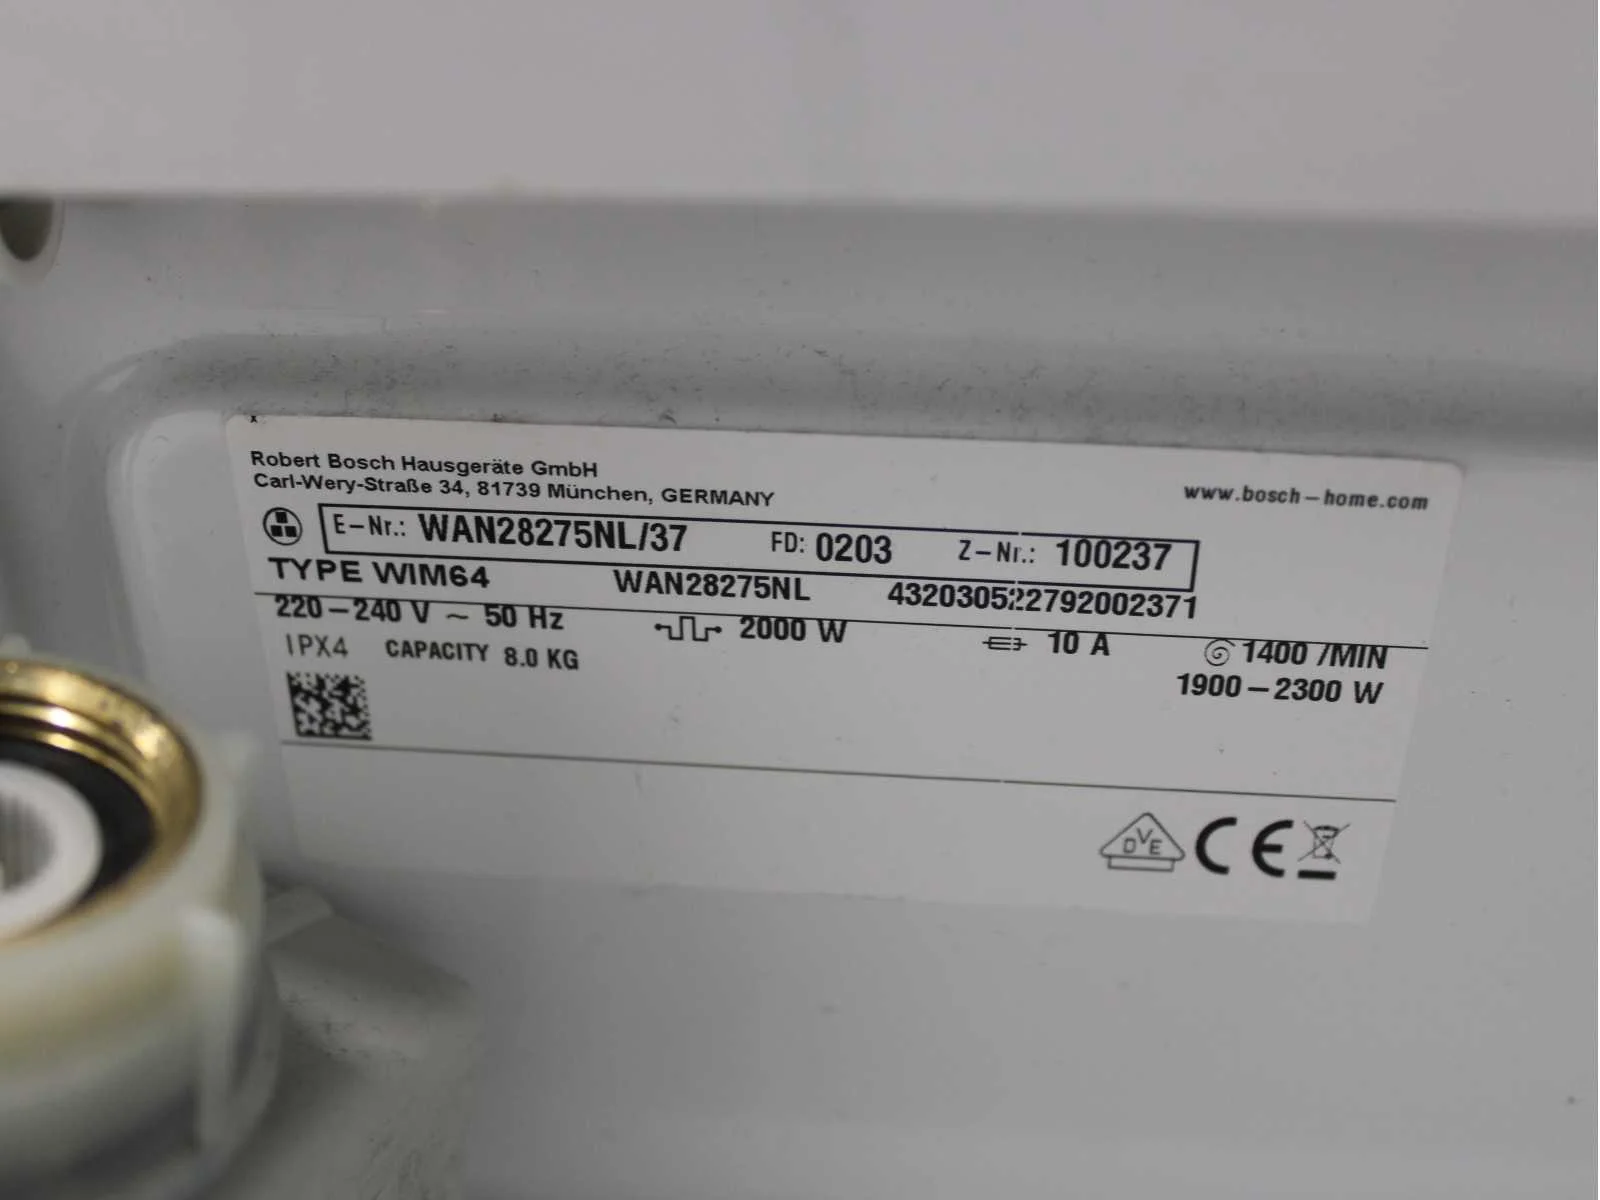 Robert Bosch Hausgeräte GmbH
Carl-Wery-Straße 34, 81739 München, GERMANY
www.bosch-home.com
E-Nr.: WAN28275NL/37 FD: 0203 Z-Nr.: 100237
TYPE WIM64 WAN28275NL 432030522792002371
220-240 V ~ 50 Hz 2000 W 10 A 1400 /MIN
IPX4 CAPACITY 8.0 KG 1900-2300 W
DVE CE